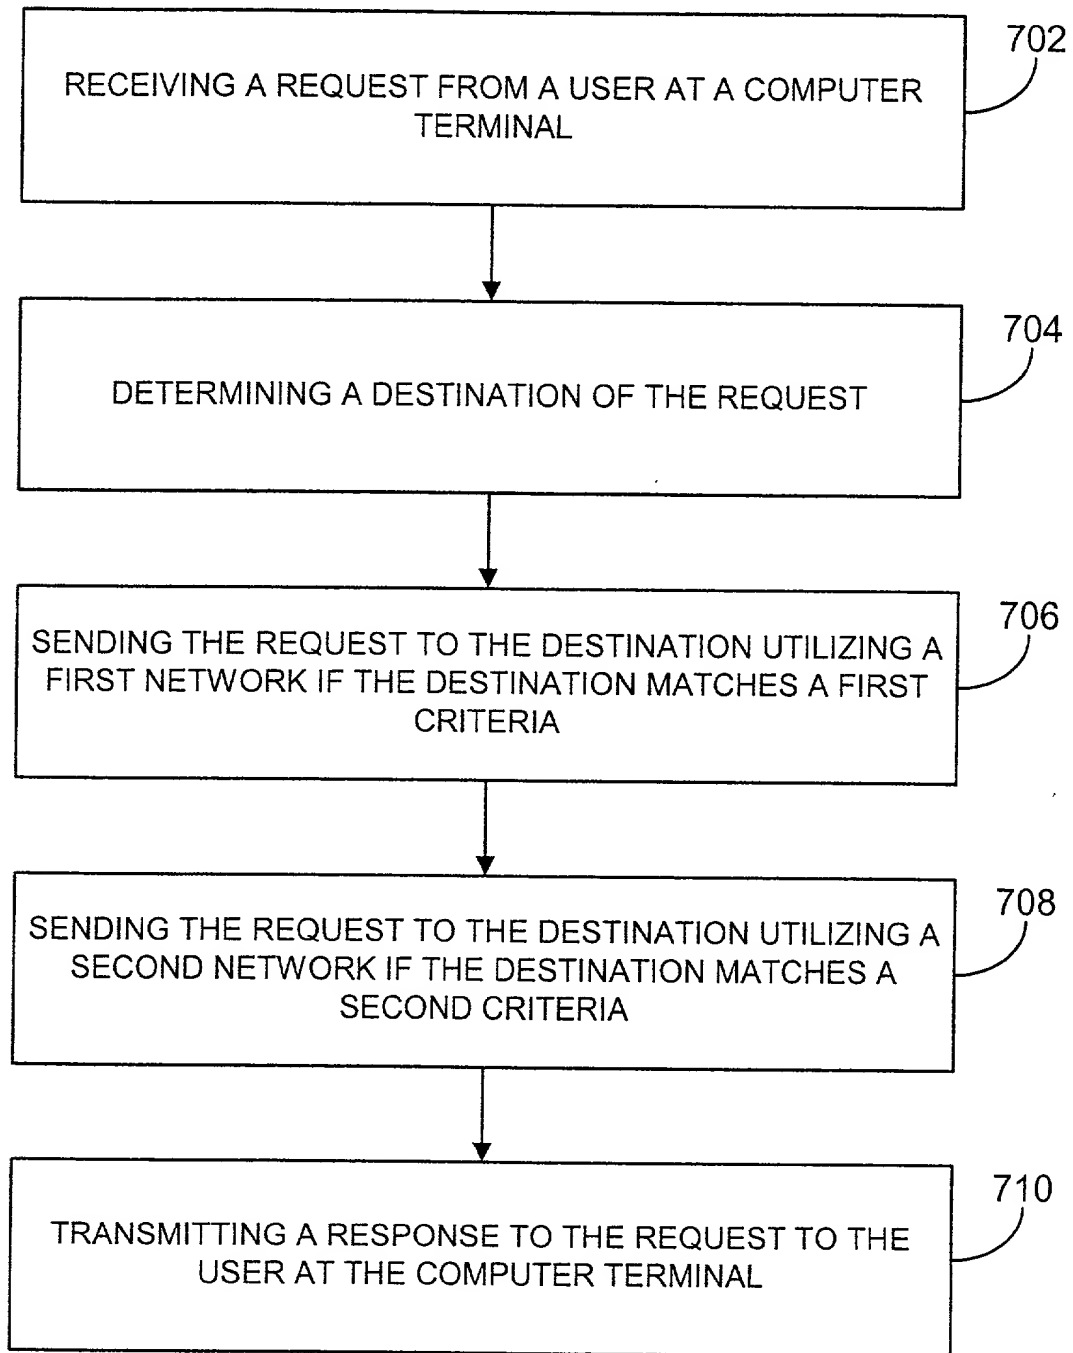 702
RECEIVING A REQUEST FROM A USER AT A COMPUTER
TERMINAL
704
DETERMINING A DESTINATION OF THE REQUEST
706
SENDING THE REQUEST TO THE DESTINATION UTILIZING A
FIRST NETWORK IF THE DESTINATION MATCHES A FIRST
CRITERIA
708
SENDING THE REQUEST TO THE DESTINATION UTILIZING A
SECOND NETWORK IF THE DESTINATION MATCHES A
SECOND CRITERIA
710
TRANSMITTING A RESPONSE TO THE REQUEST TO THE
USER AT THE COMPUTER TERMINAL